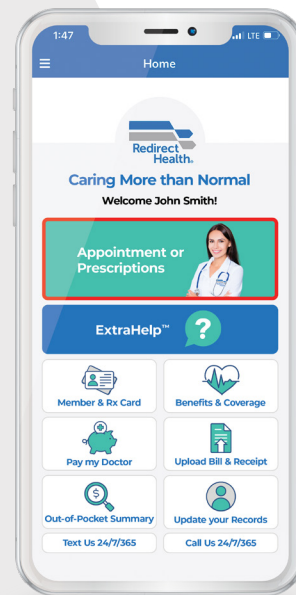 1:47
LTE
Home
Redirect
Health.
Caring More than Normal
Welcome John Smith!
Appointment or
Prescriptions
ExtraHelp™
?
Member & Rx Card
Benefits & Coverage
Pay my Doctor
Upload Bill & Receipt
$
Out-of-Pocket Summary
Update your Records
Text Us 24/7/365
Call Us 24/7/365